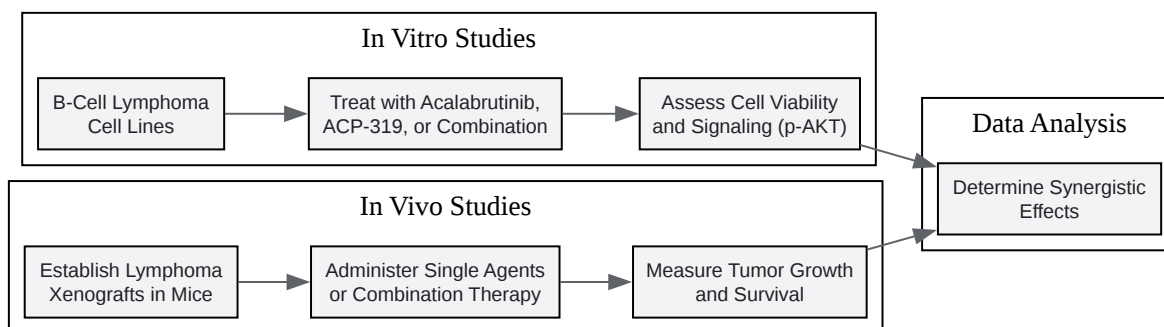 In Vitro Studies
B-Cell Lymphoma
Cell Lines
Treat with Acalabrutinib,
ACP-319, or Combination
Assess Cell Viability
and Signaling (p-AKT)
In Vivo Studies
Establish Lymphoma
Xenografts in Mice
Administer Single Agents
or Combination Therapy
Measure Tumor Growth
and Survival
Data Analysis
Determine Synergistic
Effects